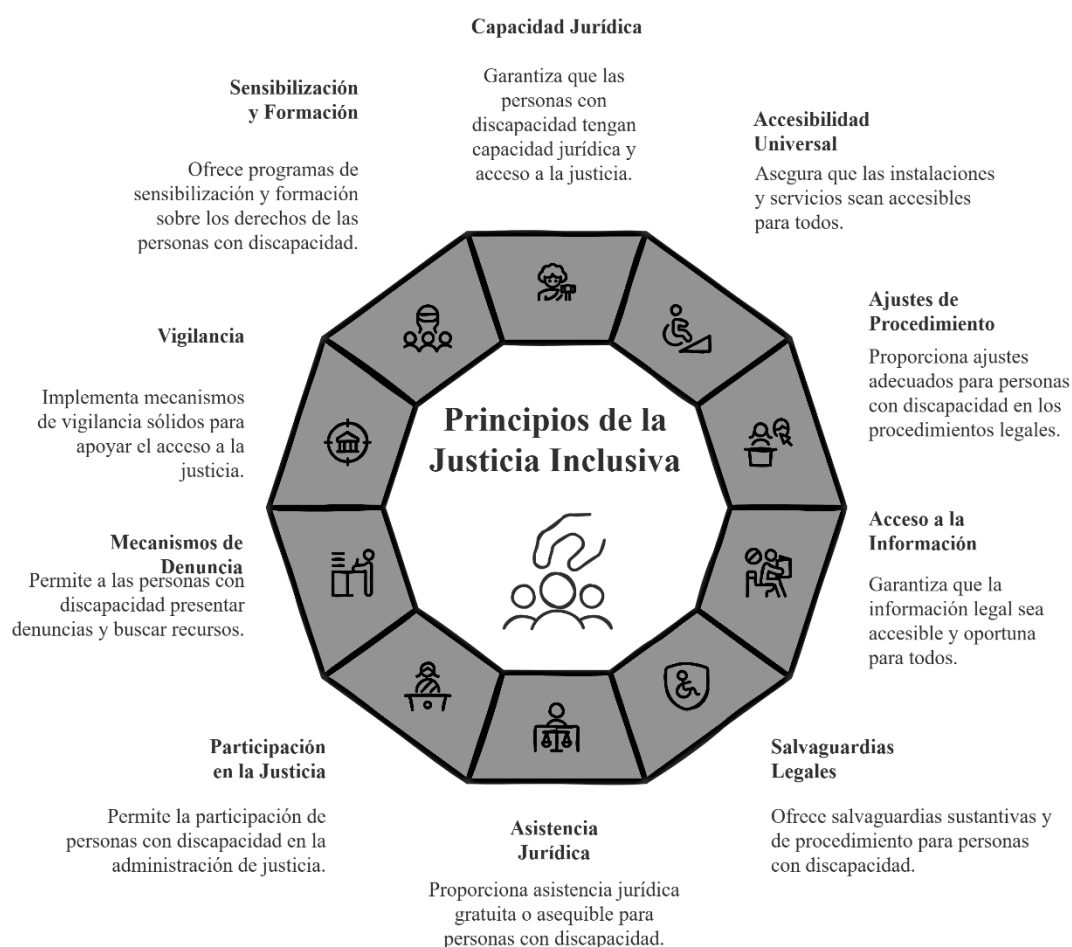 Capacidad Jurídica
Garantiza que las
personas con
discapacidad tengan
capacidad jurídica y
acceso a la justicia.
Accesibilidad
Universal
Asegura que las instalaciones
y servicios sean accesibles
para todos.
Ajustes de
Procedimiento
Proporciona ajustes
adecuados para personas
con discapacidad en los
procedimientos legales.
Acceso a la
Información
Garantiza que la
información legal sea
accesible y oportuna
para todos.
Salvaguardias
Legales
Ofrece salvaguardias sustantivas y
de procedimiento para personas
con discapacidad.
Asistencia
Jurídica
Proporciona asistencia jurídica
gratuita o asequible para
personas con discapacidad.
Participación
en la Justicia
Permite la participación de
personas con discapacidad en la
administración de justicia.
Mecanismos de
Denuncia
Permite a las personas con
discapacidad presentar
denuncias y buscar recursos.
Vigilancia
Implementa mecanismos
de vigilancia sólidos para
apoyar el acceso a la
justicia.
Sensibilización
y Formación
Ofrece programas de
sensibilización y formación
sobre los derechos de las
personas con discapacidad.
Principios de la
Justicia Inclusiva